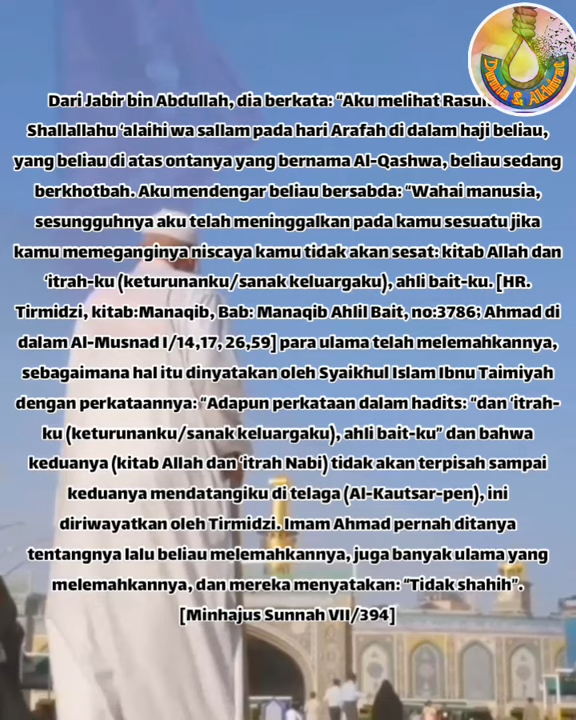 Dunia & Akhirat
Dari Jabir bin Abdullah, dia berkata: "Aku melihat
Shallallahu 'alaihi wa sallam pada hari Arafah di dalam haji beliau,
yang beliau di atas ontanya yang bernama Al-Qashwa, beliau sedang
berkhotbah. Aku mendengar beliau bersabda: "Wahai manusia,
sesungguhnya aku telah meninggalkan pada kamu sesuatu jika
kamu memeganginya niscaya kamu tidak akan sesat: kitab Allah dan
'itrah-ku (keturunanku/sanak keluargaku), ahli bait-ku. [HR.
Tirmidzi, kitab:Manaqib, Bab: Manaqib Ahlil Bait, no:3786; Ahmad di
dalam Al-Musnad I/14,17, 26,59] para ulama telah melemahkannya,
sebagaimana hal itu dinyatakan oleh Syaikhul Islam Ibnu Taimiyah
dengan perkataannya: "Adapun perkataan dalam hadits: "dan 'itrah-
ku (keturunanku/sanak keluargaku), ahli bait-ku" dan bahwa
keduanya (kitab Allah dan 'itrah Nabi) tidak akan terpisah sampai
keduanya mendatangiku di telaga (Al-Kautsar-pen), ini
diriwayatkan oleh Tirmidzi. Imam Ahmad pernah ditanya
tentangnya lalu beliau melemahkannya, juga banyak ulama yang
melemahkannya, dan mereka menyatakan: "Tidak shahih".
[Minhajus Sunnah VII/394]